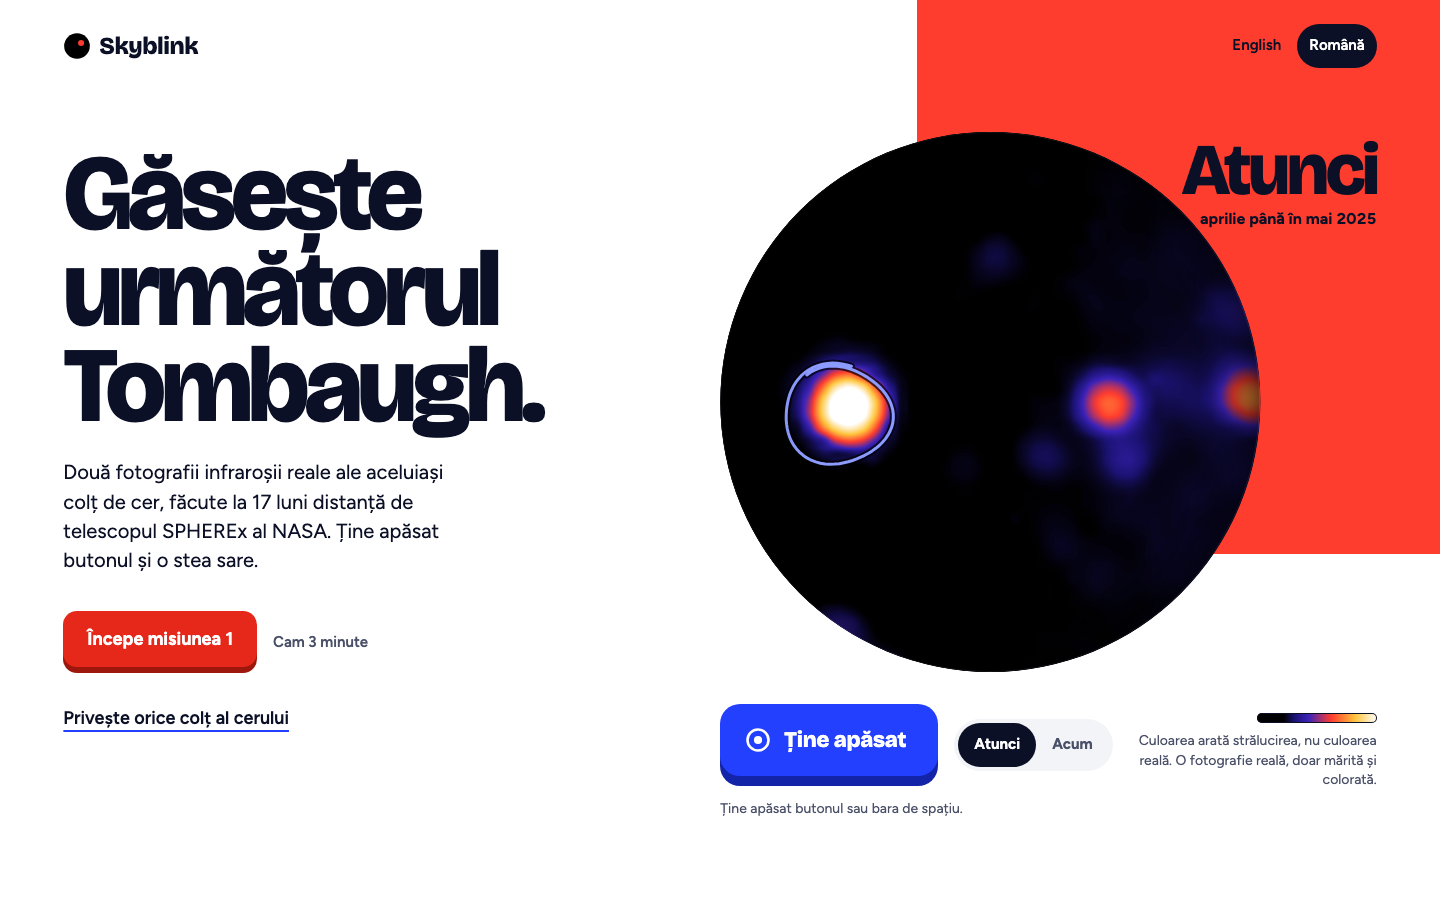 Skyblink
English
Română
Găsește
următorul
Tombaugh.
Două fotografii infraroșii reale ale aceluiași
colț de cer, făcute la 17 luni distanță de
telescopul SPHEREx al NASA. Ține apăsat
butonul și o stea sare.
Începe misiunea 1
Cam 3 minute
Privește orice colț al cerului
Atunci
aprilie până în mai 2025
Ține apăsat
Atunci
Acum
Culoarea arată strălucirea, nu culoarea
reală. O fotografie reală, doar mărită și
colorată.
Ține apăsat butonul sau bara de spațiu.